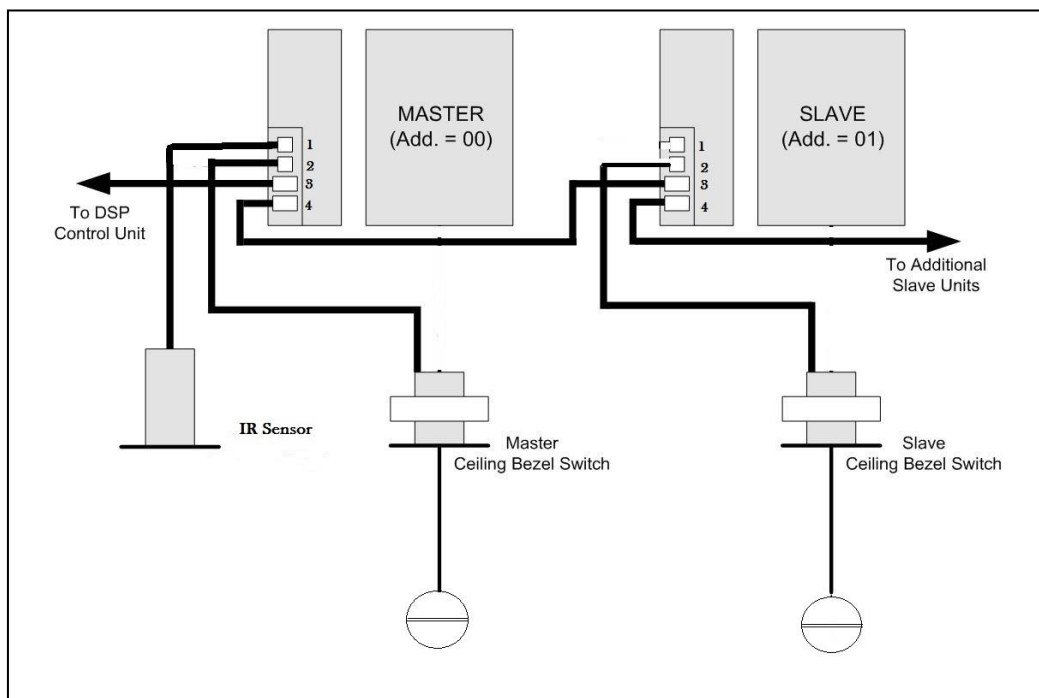 MASTER
(Add. = 00)
SLAVE
(Add. = 01)
1
2
3
4
1
2
3
4
To DSP
Control Unit
To Additional
Slave Units
IR Sensor
Master
Ceiling Bezel Switch
Slave
Ceiling Bezel Switch